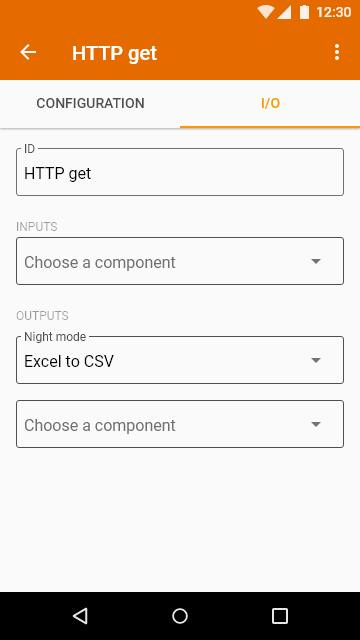 12:30
HTTP get
CONFIGURATION
I/O
ID
HTTP get
INPUTS
Choose a component
OUTPUTS
Night mode
Excel to CSV
Choose a component